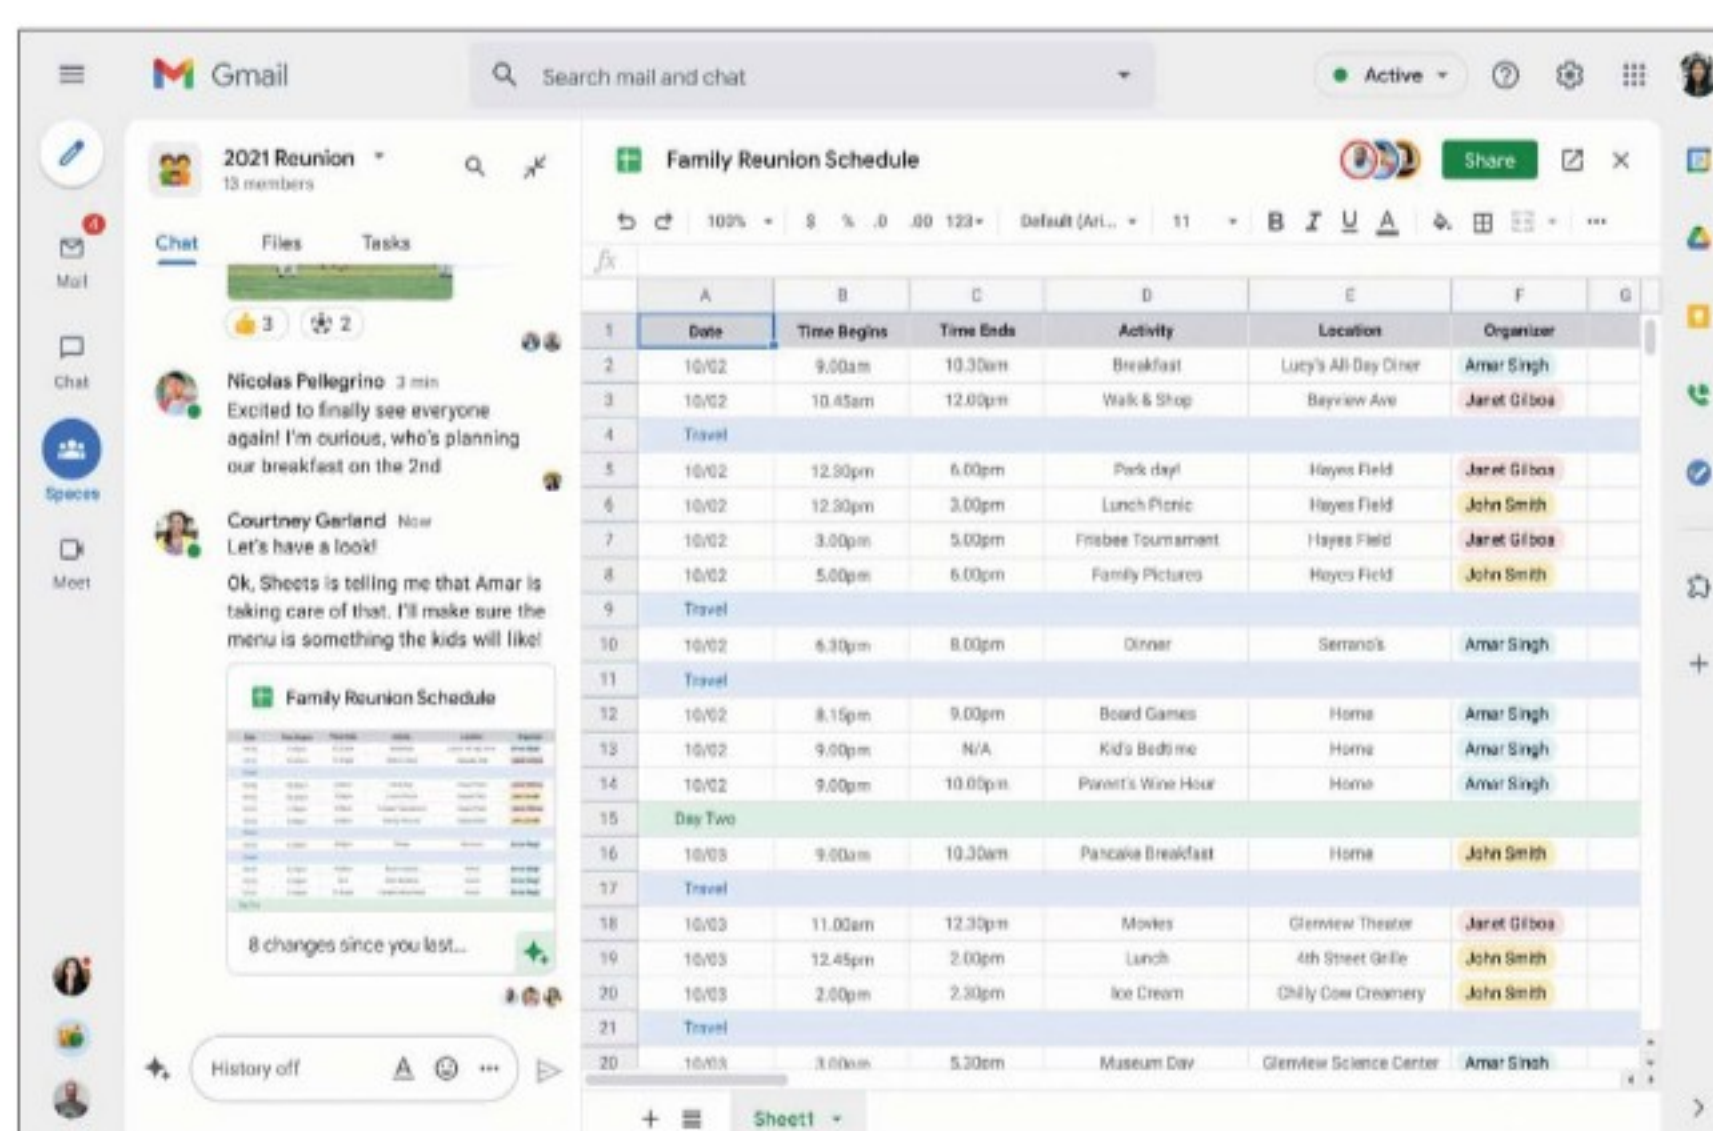 Gmail
Search mail and chat
Active
2021 Reunion
13 members
Chat Files Tasks
3 2
Nicolas Pellegrino 3 min
Excited to finally see everyone
again! I'm curious, who's planning
our breakfast on the 2nd
Courtney Garland Now
Let's have a look!
Ok, Sheets is telling me that Amar is
taking care of that. I'll make sure the
menu is something the kids will like!
Family Reunion Schedule
8 changes since you last...
History off
4
Mail
Chat
Spaces
Meet
Family Reunion Schedule
Share
100% $ % .0 .00 123 Default (Ari... 11 B I U A
fx
A B C D E F G
1 Date Time Begins Time Ends Activity Location Organizer
2 10/02 9.00am 10.30am Breakfast Lucy's All-Day Diner Amar Singh
3 10/02 10.45am 12.00pm Walk & Shop Bayview Ave Janet Gilboa
4 Travel
5 10/02 12.30pm 6.00pm Park day! Hayes Field Janet Gilboa
6 10/02 12.30pm 3.00pm Lunch Picnic Hayes Field John Smith
7 10/02 3.00pm 5.00pm Frisbee Tournament Hayes Field Janet Gilboa
8 10/02 5.00pm 6.00pm Family Pictures Hayes Field John Smith
9 Travel
10 10/02 6.30pm 8.00pm Dinner Serrano's Amar Singh
11 Travel
12 10/02 8.15pm 9.00pm Board Games Home Amar Singh
13 10/02 9.00pm N/A Kid's Bedtime Home Amar Singh
14 10/02 9.00pm 10.00pm Parent's Wine Hour Home Amar Singh
15 Day Two
16 10/03 9.00am 10.30am Pancake Breakfast Home John Smith
17 Travel
18 10/03 11.00am 12.30pm Movies Glenview Theater Janet Gilboa
19 10/03 12.45pm 2.00pm Lunch 4th Street Grille John Smith
20 10/03 2.00pm 2.30pm Ice Cream Chilly Cow Creamery John Smith
21 Travel
20 10/03 3.00pm 5.30pm Museum Day Glenview Science Center Amar Singh
Sheet1